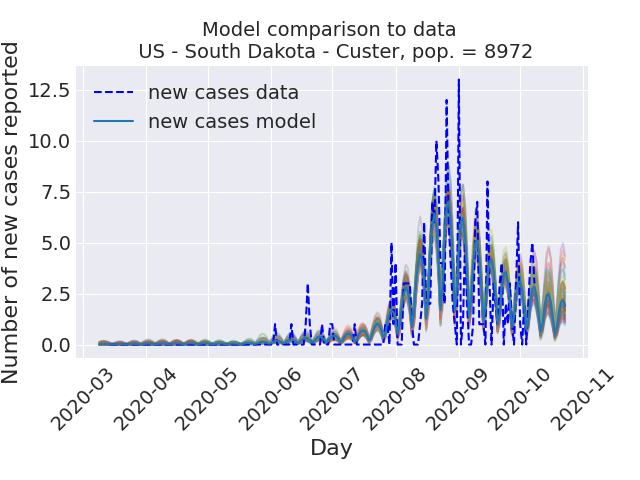 Model comparison to data
US - South Dakota - Custer, pop. = 8972
Number of new cases reported
12.5
10.0
7.5
5.0
2.5
0.0
new cases data
new cases model
2020-03
2020-04
2020-05
2020-06
2020-07
2020-08
2020-09
2020-10
2020-11
Day